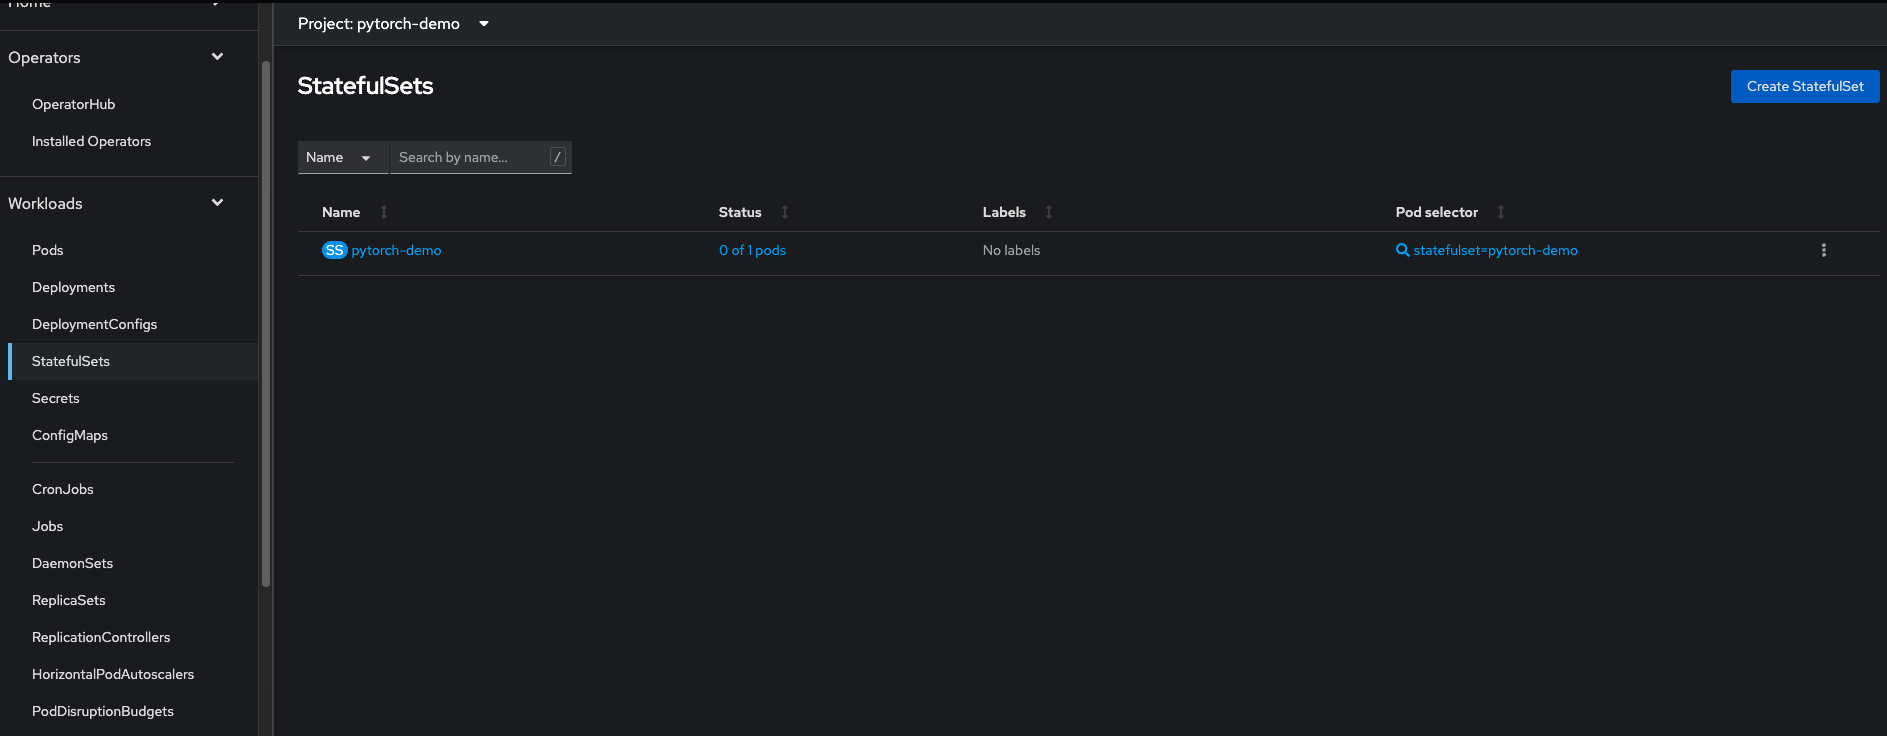 Home
Project: pytorch-demo
Operators
OperatorHub
Installed Operators
Workloads
Pods
Deployments
DeploymentConfigs
StatefulSets
Secrets
ConfigMaps
CronJobs
Jobs
DaemonSets
ReplicaSets
ReplicationControllers
HorizontalPodAutoscalers
PodDisruptionBudgets
StatefulSets
Create StatefulSet
Name
Search by name...
/
Name Status Labels Pod selector
SS pytorch-demo 0 of 1 pods No labels statefulset=pytorch-demo